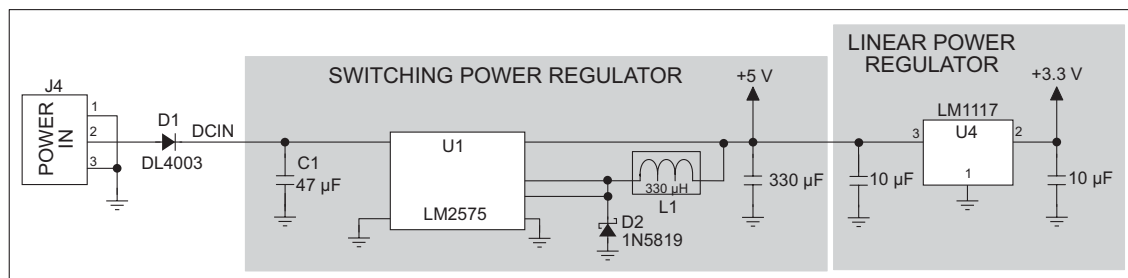 SWITCHING POWER REGULATOR
LINEAR POWER
REGULATOR
J4
POWER
IN
1
2
3
D1
DL4003
DCIN
C1
47 µF
U1
LM2575
330 µH
L1
D2
1N5819
+5 V
330 µF
10 µF
LM1117
3
U4
2
1
+3.3 V
10 µF